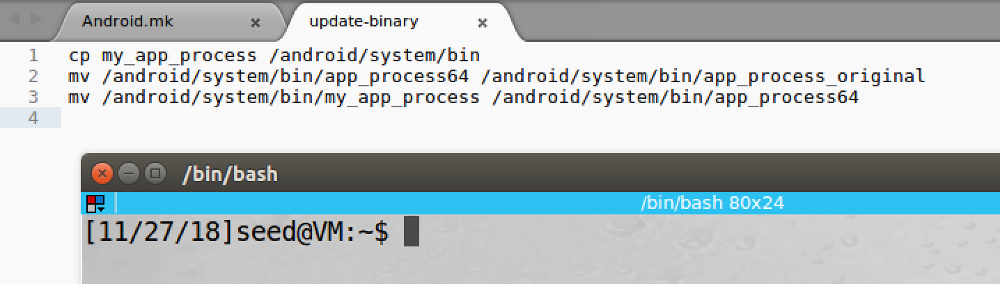 Android.mk × update-binary ×
1 cp my_app_process /android/system/bin
2 mv /android/system/bin/app_process64 /android/system/bin/app_process_original
3 mv /android/system/bin/my_app_process /android/system/bin/app_process64
4
/bin/bash
/bin/bash 80x24
[11/27/18]seed@VM:~$